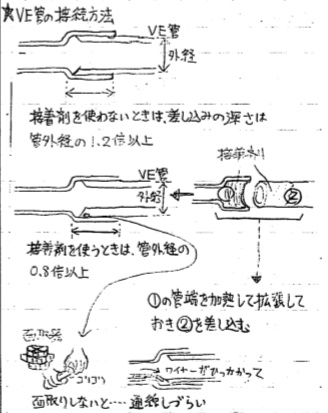 ★VE管の接続方法
VE管
外径
接着剤を使わないときは、差し込みの深さは
管外径の1.2倍以上
接着剤
VE管
外径
① ②
接着剤を使うときは、管外径の
0.8倍以上
①の管端を加熱して拡張して
おき②を差し込む
面取器
ゴリゴリ
ワイヤーがひっかかって
面取りしないと‥‥通線しづらい